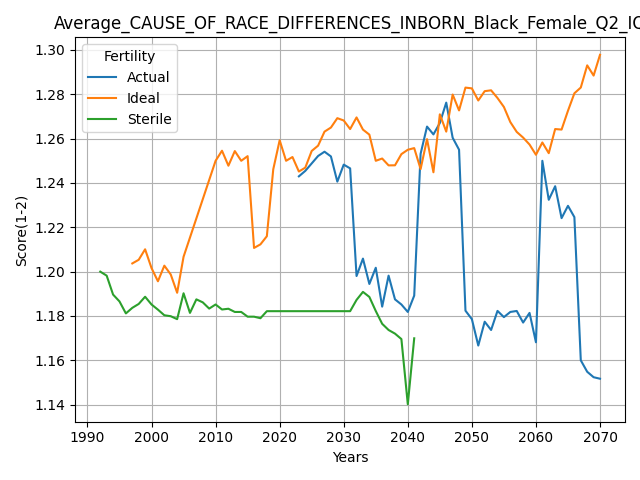 Average_CAUSE_OF_RACE_DIFFERENCES_INBORN_Black_Female_Q2_IC
Fertility
Actual
Ideal
Sterile
Score(1-2)
1.30
1.28
1.26
1.24
1.22
1.20
1.18
1.16
1.14
1990 2000 2010 2020 2030 2040 2050 2060 2070
Years